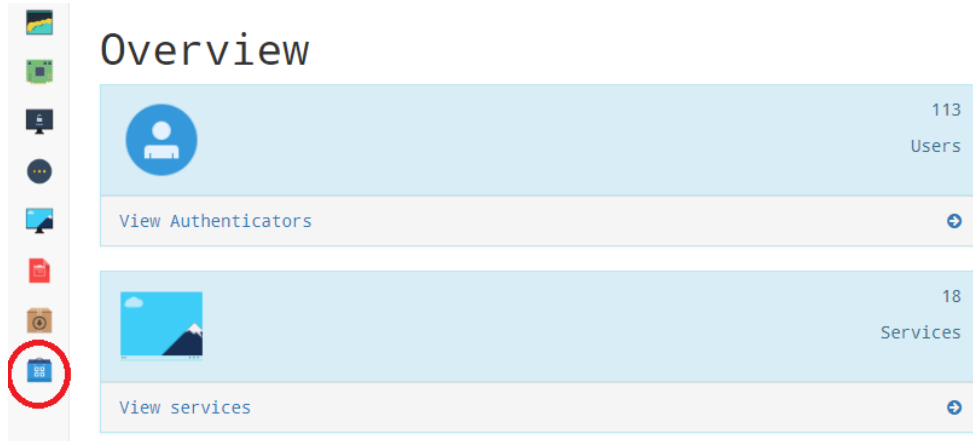 Overview
113
Users
View Authenticators
18
Services
View services